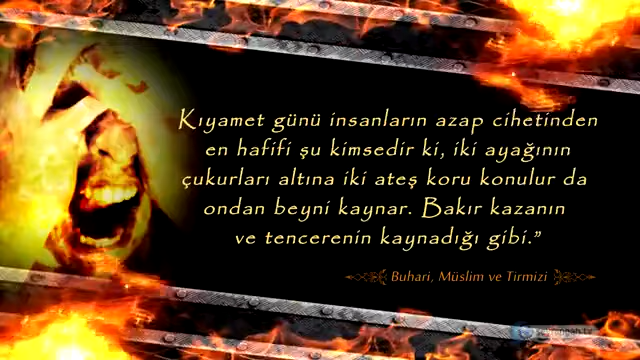 Kıyamet günü insanların azap cihetinden
en hafifi şu kimsedir ki, iki ayağının
çukurları altına iki ateş koru konulur da
ondan beyni kaynar. Bakır kazanın
ve tencerenin kaynadığı gibi.”
Buhari, Müslim ve Tirmizi